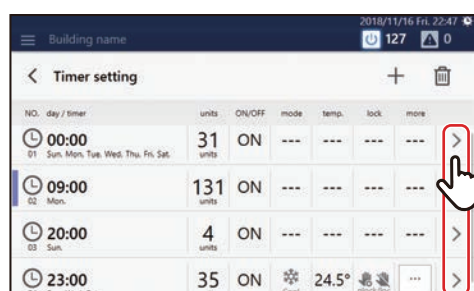 2018/11/16 Fri. 22:47
Building name 127 0
Timer setting
NO. day / timer units ON/OFF mode temp. lock more
00:00 31 ON --- --- --- ---
01 Sun. Mon. Tue. Wed. Thu. Fri. Sat. units
09:00 131 ON --- --- --- ---
02 Mon. units
20:00 4 ON --- --- --- ---
03 Sun. units
23:00 35 ON 24.5° ...